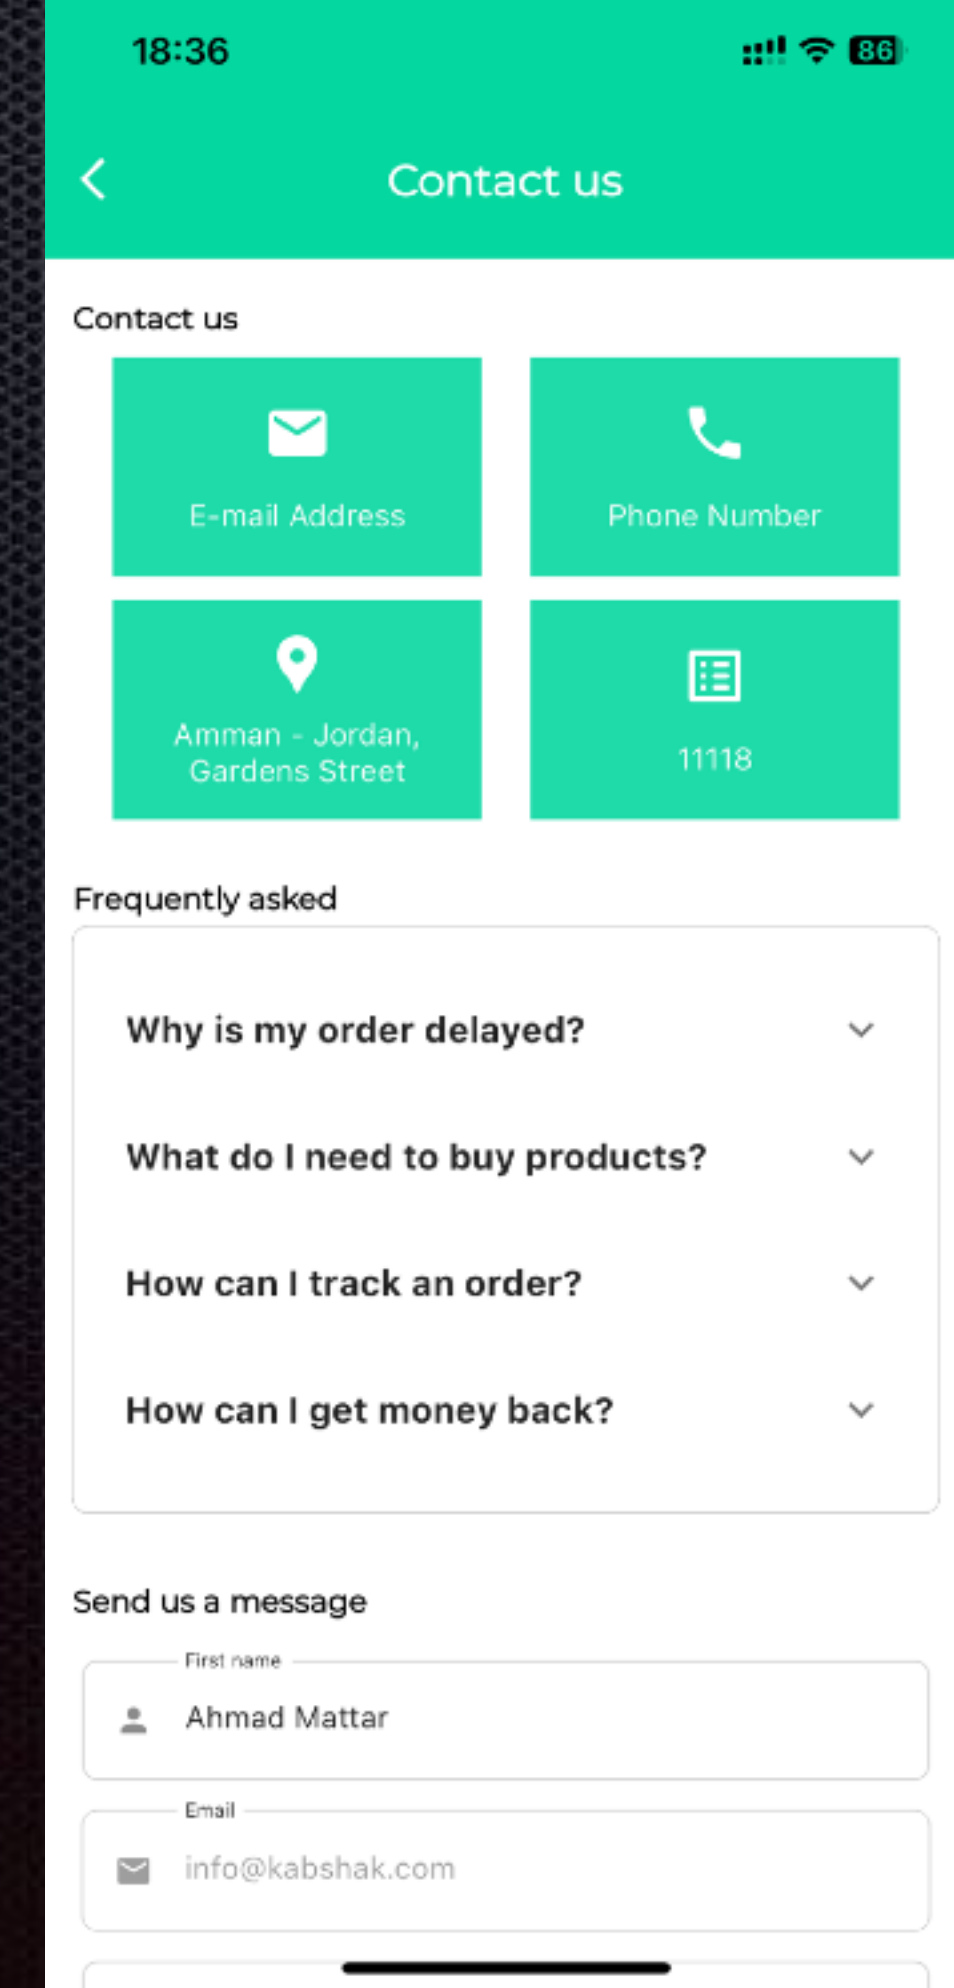 18:36
86
Contact us
Contact us
E-mail Address
Phone Number
Amman - Jordan,
Gardens Street
11118
Frequently asked
Why is my order delayed?
What do I need to buy products?
How can I track an order?
How can I get money back?
Send us a message
First name
Ahmad Mattar
Email
info@kabshak.com